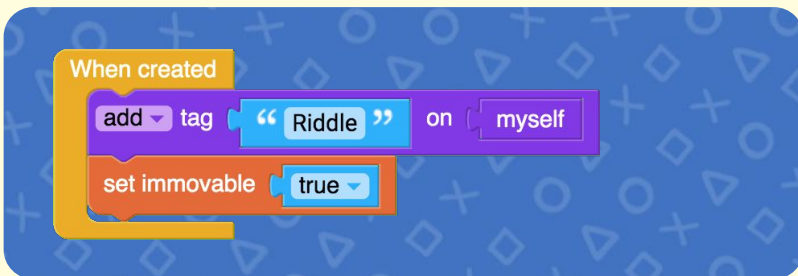 When created
add tag “ Riddle ” on myself
set immovable true